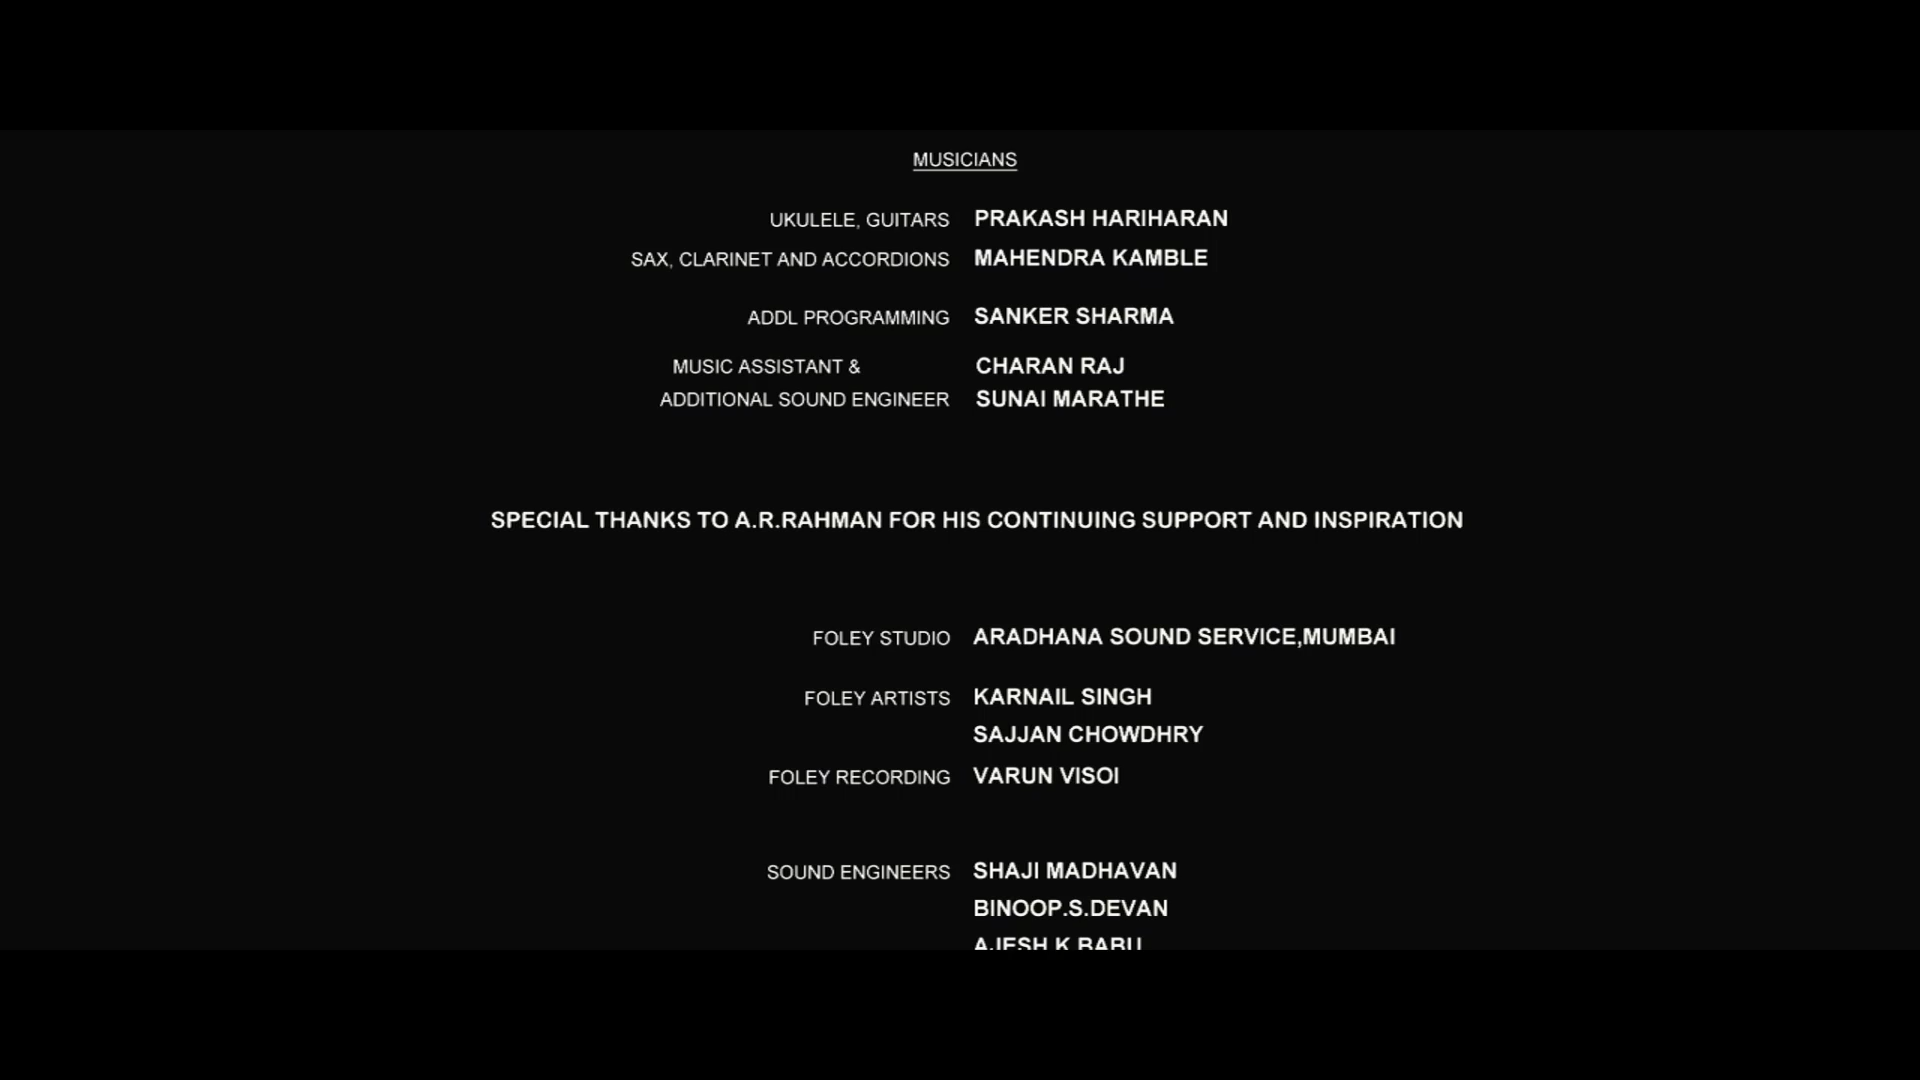 MUSICIANS
UKULELE, GUITARS PRAKASH HARIHARAN
SAX, CLARINET AND ACCORDIONS MAHENDRA KAMBLE
ADDL PROGRAMMING SANKER SHARMA
MUSIC ASSISTANT & CHARAN RAJ
ADDITIONAL SOUND ENGINEER SUNAI MARATHE
SPECIAL THANKS TO A.R.RAHMAN FOR HIS CONTINUING SUPPORT AND INSPIRATION
FOLEY STUDIO ARADHANA SOUND SERVICE,MUMBAI
FOLEY ARTISTS KARNAIL SINGH
SAJJAN CHOWDHRY
FOLEY RECORDING VARUN VISOI
SOUND ENGINEERS SHAJI MADHAVAN
BINOOP.S.DEVAN
AJESH K BABU